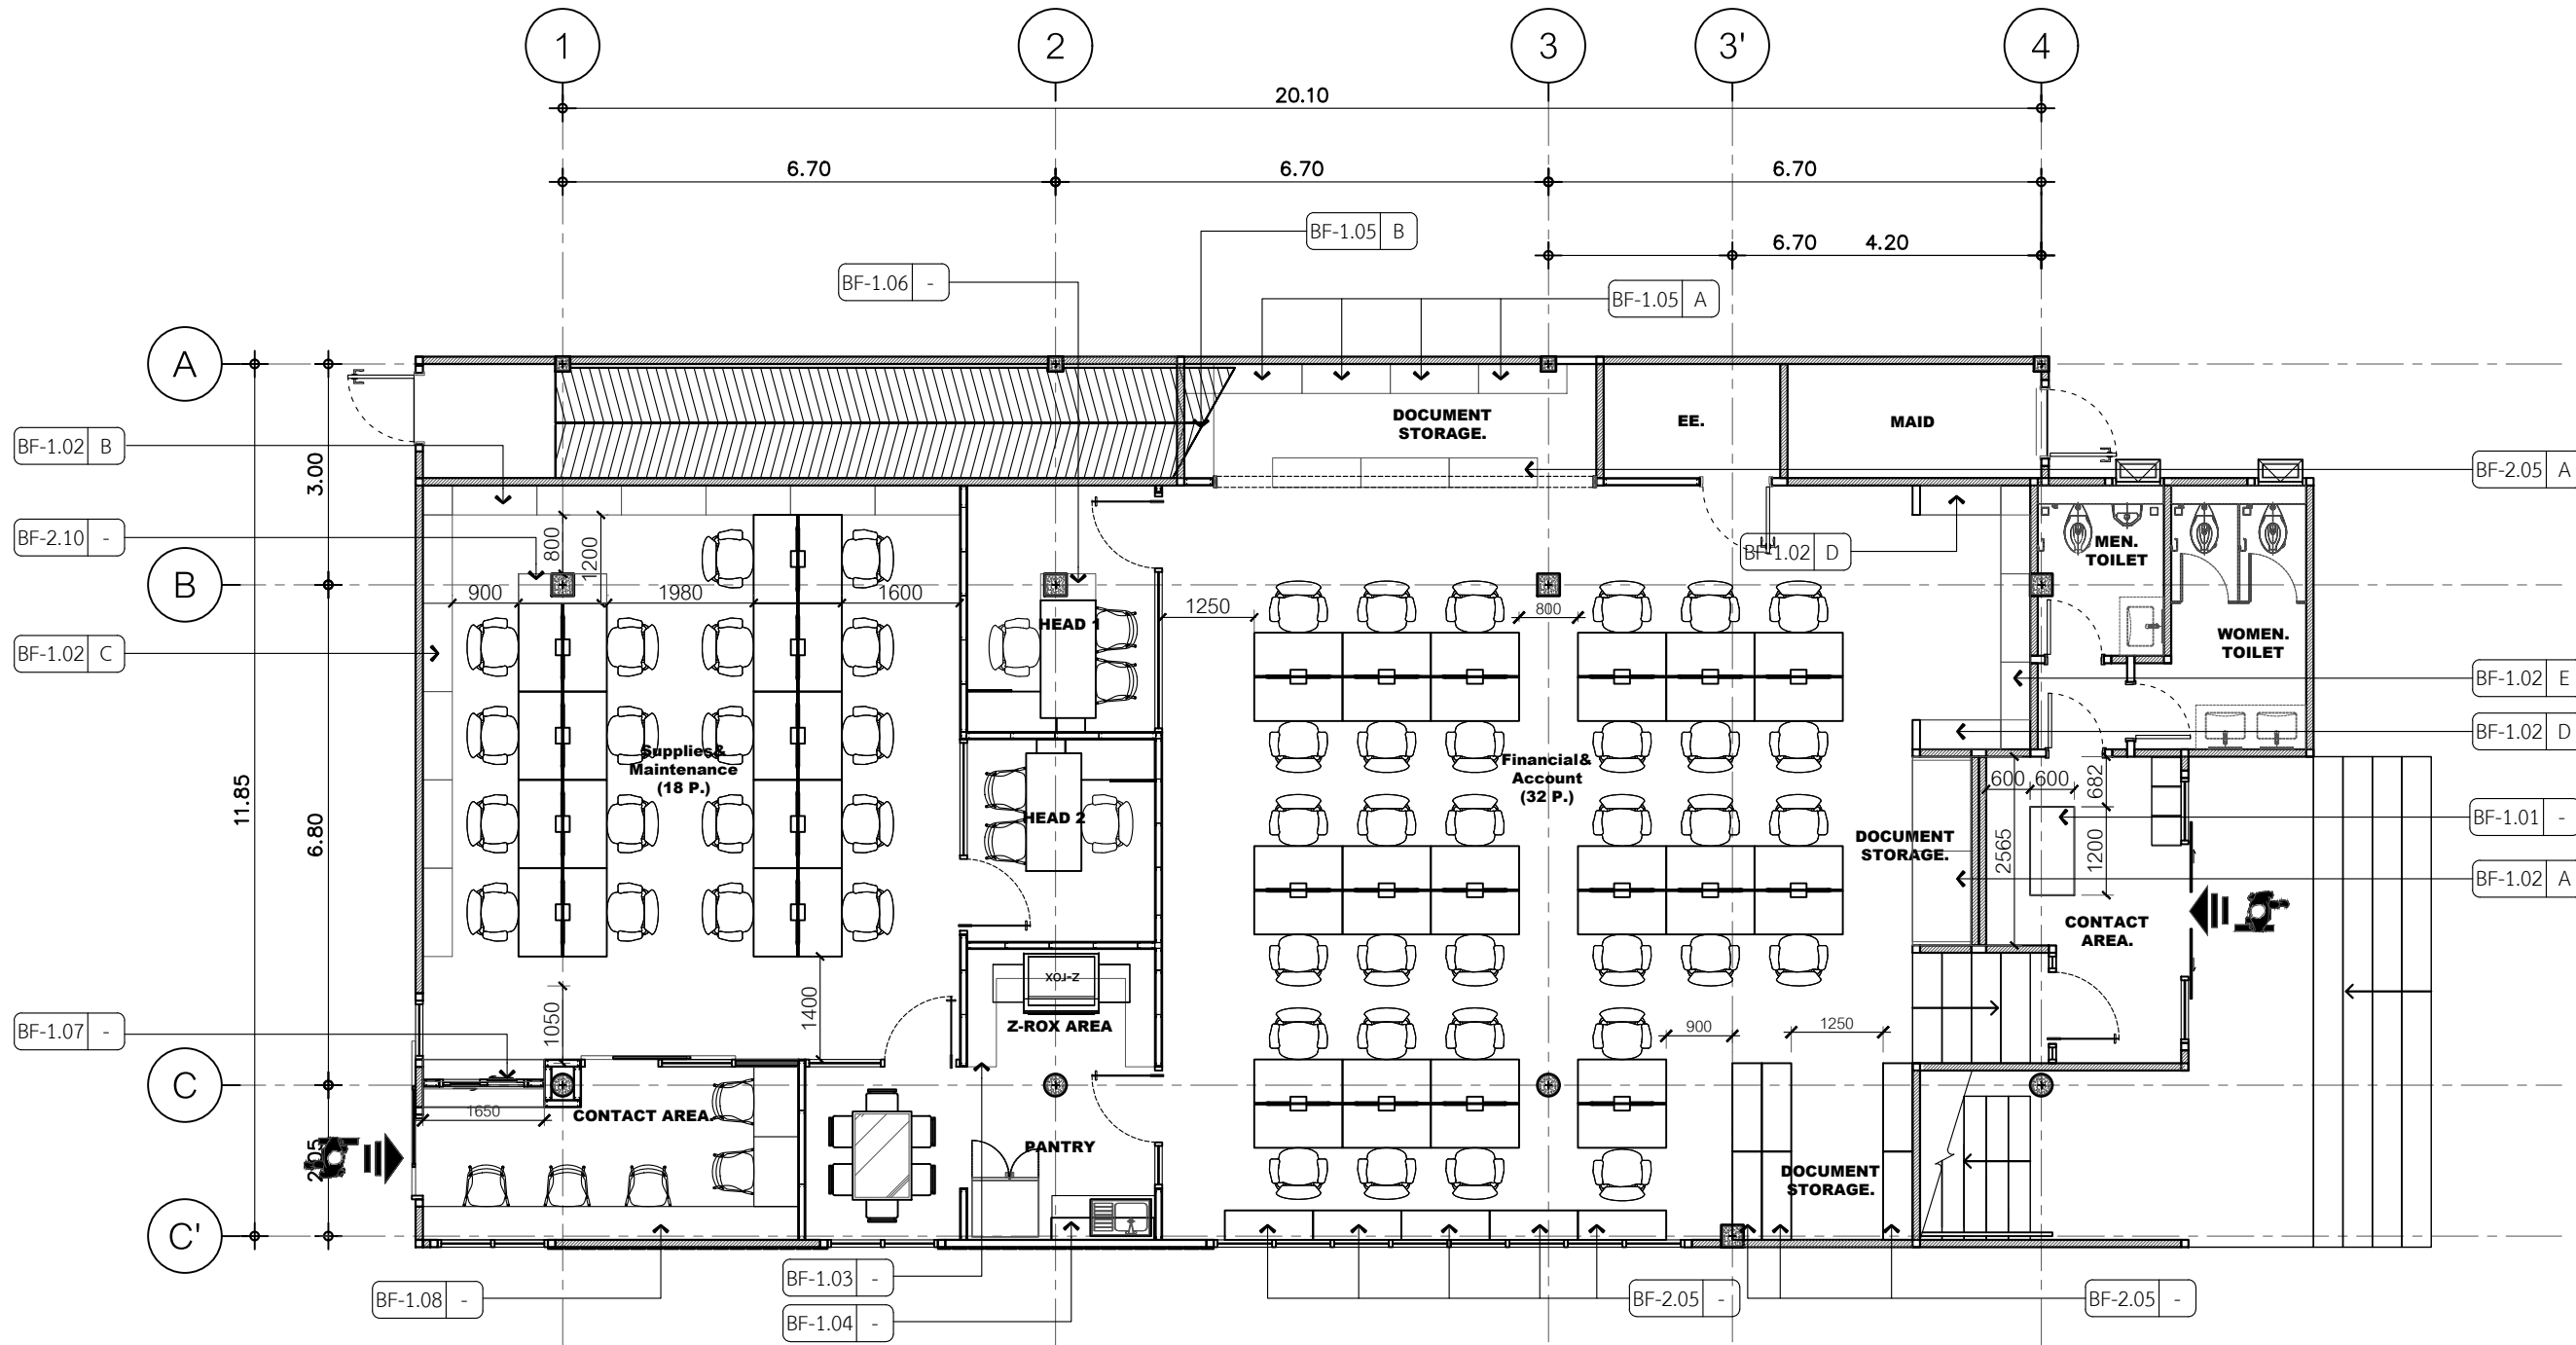 1
2
3
3'
4
20.10
6.70
6.70
6.70
6.70
4.20
BF-1.05 B
BF-1.06 -
BF-1.05 A
A
B
C
C'
3.00
11.85
6.80
BF-1.02 B
BF-2.10 -
BF-1.02 C
BF-1.07 -
DOCUMENT
STORAGE.
EE.
MAID
BF-2.05 A
BF-1.02 D
MEN.
TOILET
WOMEN.
TOILET
BF-1.02 E
BF-1.02 D
BF-1.01 -
BF-1.02 A
800
1200
900
1980
1600
1250
800
HEAD 1
Supplies&
Maintenance
(18 P.)
HEAD 2
Financial&
Account
(32 P.)
DOCUMENT
STORAGE.
600
600
682
2565
1200
CONTACT
AREA.
z-rox
Z-ROX AREA
1050
1400
900
1250
1650
CONTACT AREA.
PANTRY
DOCUMENT
STORAGE.
BF-1.08 -
BF-1.03 -
BF-1.04 -
BF-2.05 -
BF-2.05 -